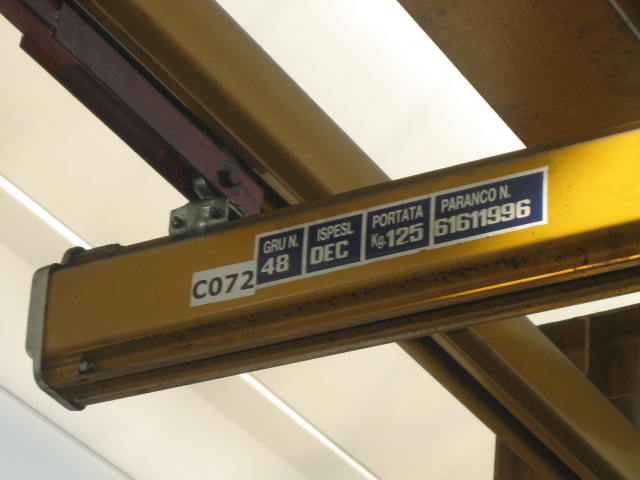 C072
GRU N.
48
ISPESL
DEC
PORTATA
Kg. 125
PARANCO N.
61611996